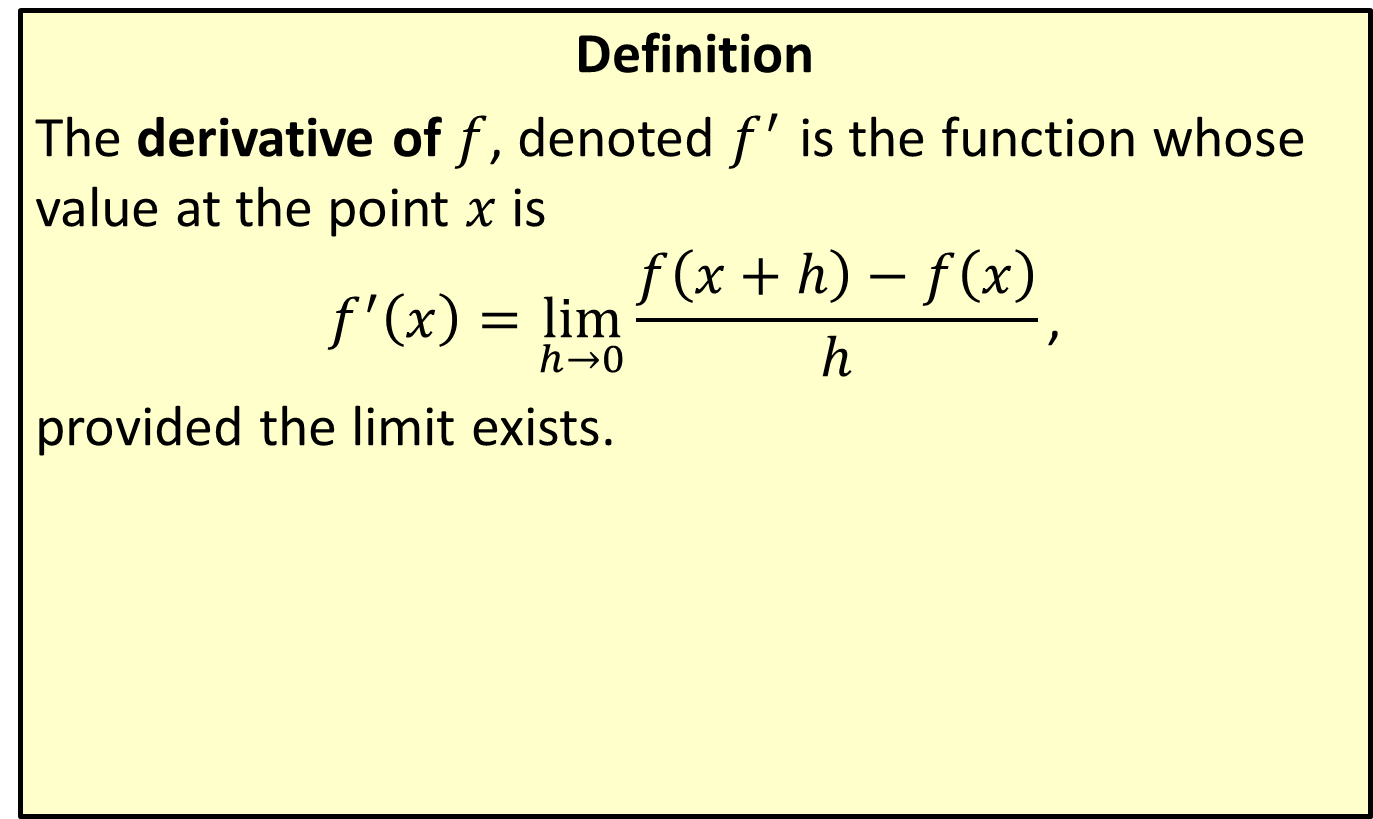 Definition
The derivative of f, denoted f′ is the function whose
value at the point x is
f′(x) = lim_{h→0} \frac{f(x + h) − f(x)}{h},
provided the limit exists.